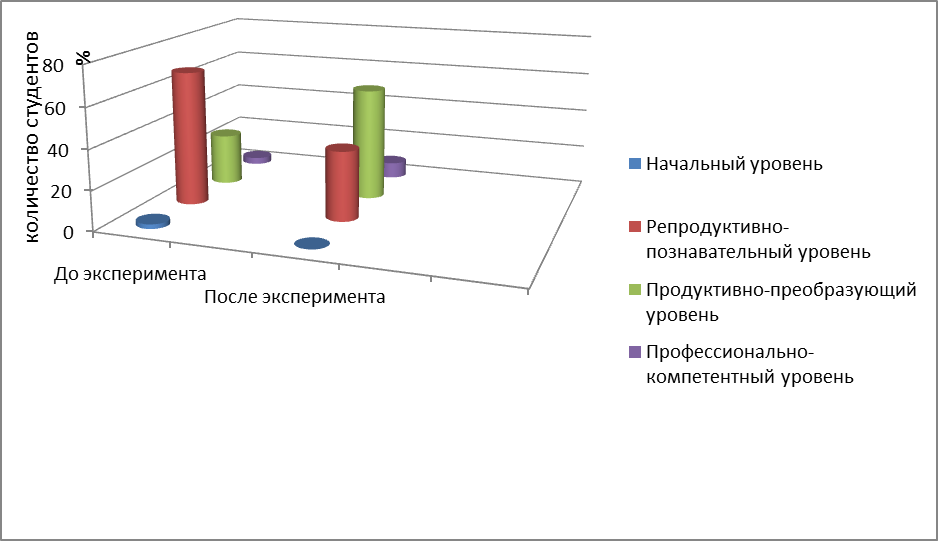 количество студентов
%
80
60
40
20
0
До эксперимента
После эксперимента
Начальный уровень
Репродуктивно-
познавательный уровень
Продуктивно-преобразующий
уровень
Профессионально-
компетентный уровень